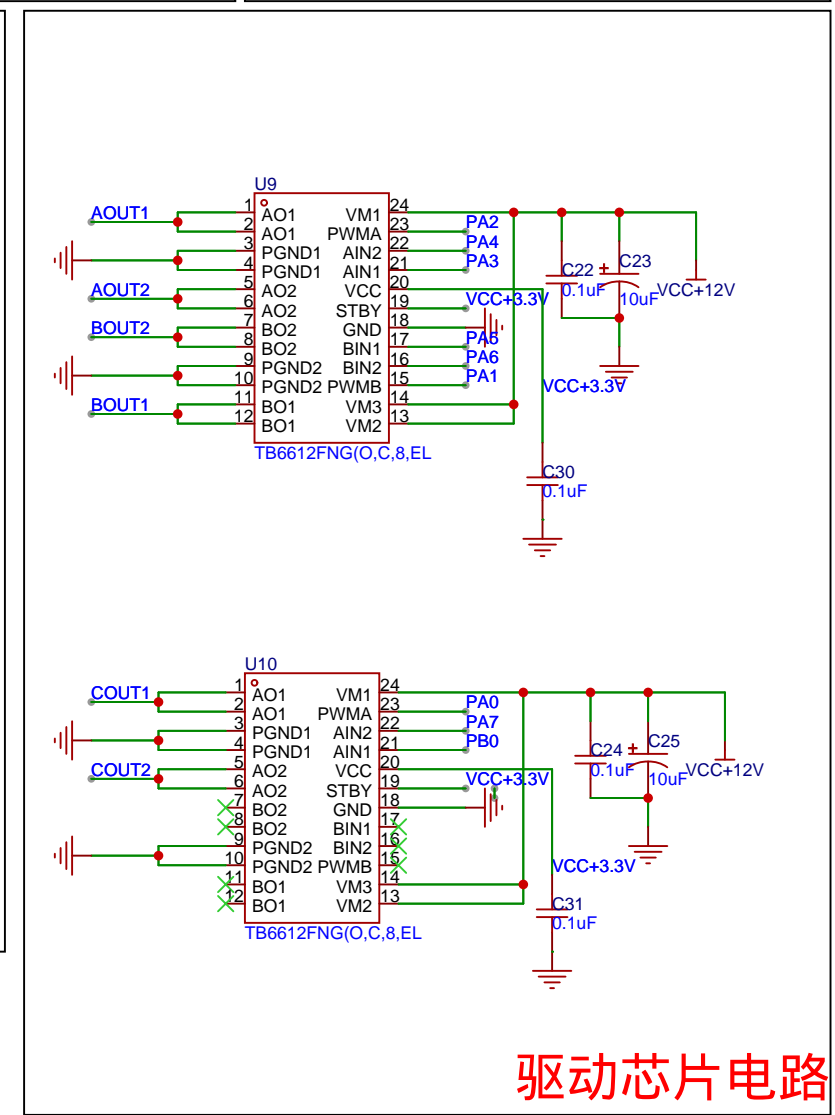 U9
AOUT1
AOUT2
BOUT2
BOUT1
1 AO1
2 AO1
3 PGND1
4 PGND1
5 AO2
6 AO2
7 BO2
8 BO2
9 PGND2
10 PGND2
11 BO1
12 BO1
VM1 24
PWMA 23 PA2
AIN2 22 PA4
AIN1 21 PA3
VCC 20
STBY 19 VCC+3.3V
GND 18
BIN1 17 PA5
BIN2 16 PA6
PWMB 15 PA1
VM3 14
VM2 13
TB6612FNG(O,C,8,EL
C22
0.1uF
C23
10uF
VCC+12V
VCC+3.3V
C30
0.1uF
U10
COUT1
COUT2
1 AO1
2 AO1
3 PGND1
4 PGND1
5 AO2
6 AO2
7 BO2
8 BO2
9 PGND2
10 PGND2
11 BO1
12 BO1
VM1 24
PWMA 23 PA0
AIN2 22 PA7
AIN1 21 PB0
VCC 20
STBY 19 VCC+3.3V
GND 18
BIN1 17
BIN2 16
PWMB 15
VM3 14
VM2 13
TB6612FNG(O,C,8,EL
C24
0.1uF
C25
10uF
VCC+12V
VCC+3.3V
C31
0.1uF
驱动芯片电路